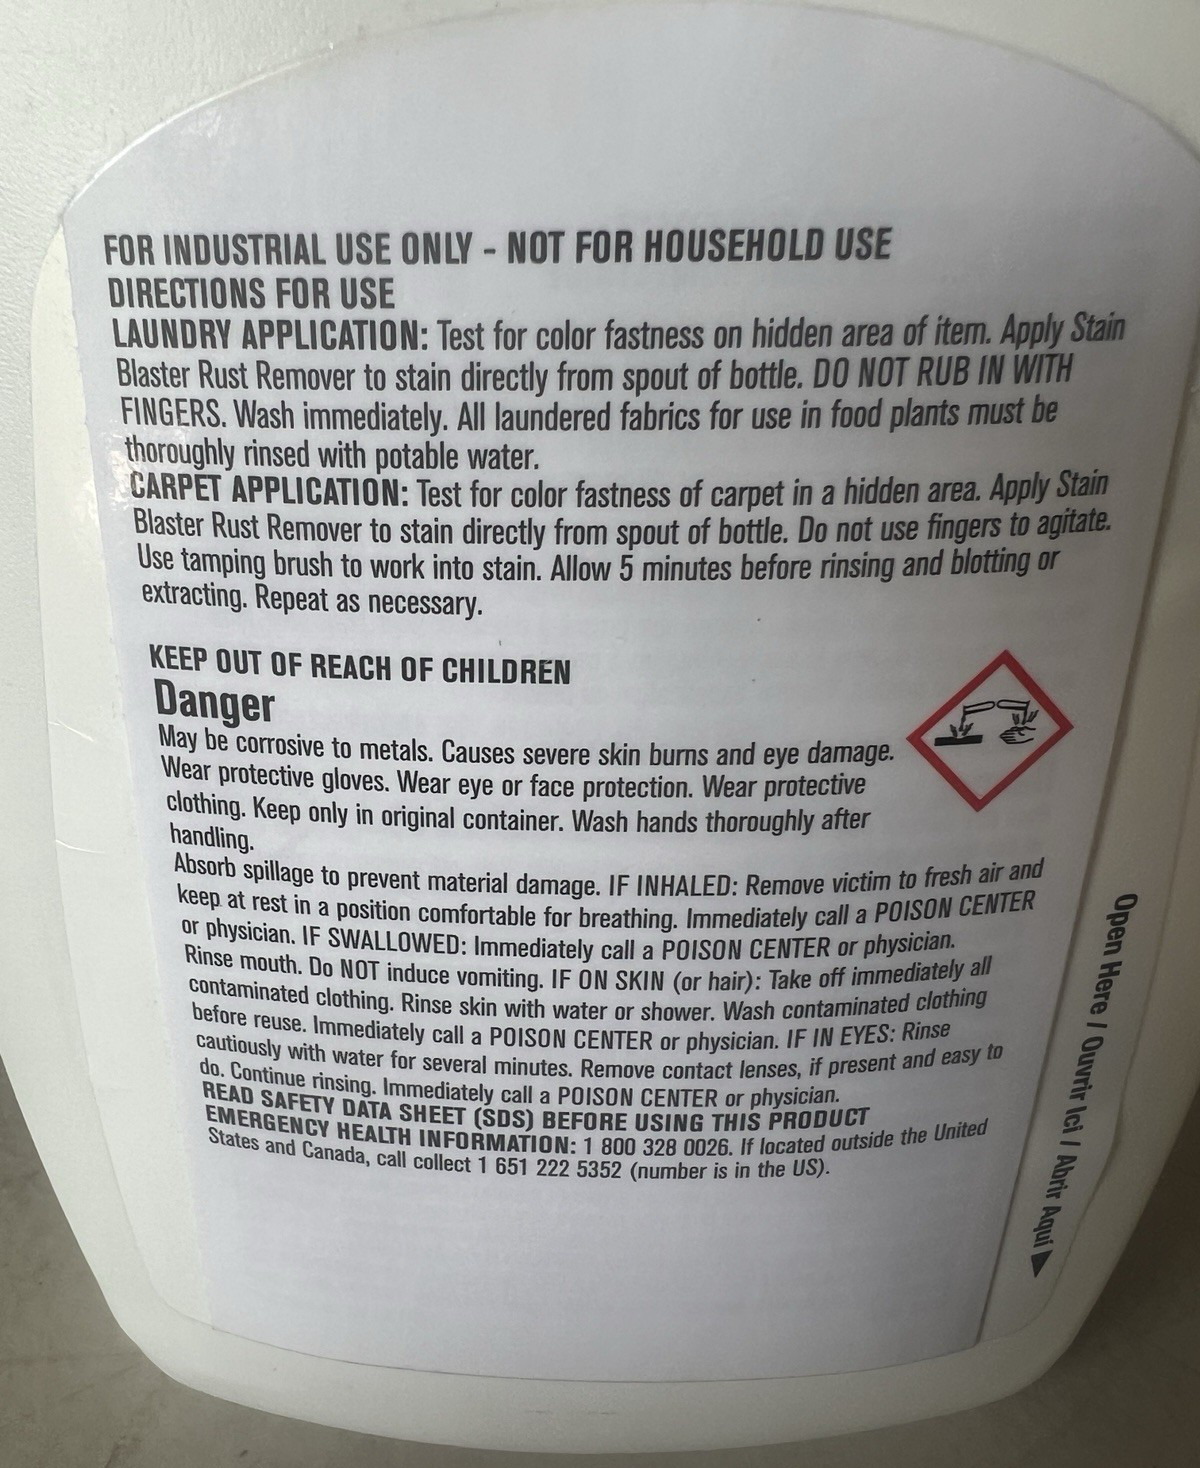 FOR INDUSTRIAL USE ONLY - NOT FOR HOUSEHOLD USE
DIRECTIONS FOR USE
LAUNDRY APPLICATION: Test for color fastness on hidden area of item. Apply Stain
Blaster Rust Remover to stain directly from spout of bottle. DO NOT RUB IN WITH
FINGERS. Wash immediately. All laundered fabrics for use in food plants must be
thoroughly rinsed with potable water.
CARPET APPLICATION: Test for color fastness of carpet in a hidden area. Apply Stain
Blaster Rust Remover to stain directly from spout of bottle. Do not use fingers to agitate.
Use tamping brush to work into stain. Allow 5 minutes before rinsing and blotting or
extracting. Repeat as necessary.
KEEP OUT OF REACH OF CHILDREN
Danger
May be corrosive to metals. Causes severe skin burns and eye damage.
Wear protective gloves. Wear eye or face protection. Wear protective
clothing. Keep only in original container. Wash hands thoroughly after
handling.
Absorb spillage to prevent material damage. IF INHALED: Remove victim to fresh air and
keep at rest in a position comfortable for breathing. Immediately call a POISON CENTER
or physician. IF SWALLOWED: Immediately call a POISON CENTER or physician.
Rinse mouth. Do NOT induce vomiting. IF ON SKIN (or hair): Take off immediately all
contaminated clothing. Rinse skin with water or shower. Wash contaminated clothing
before reuse. Immediately call a POISON CENTER or physician. IF IN EYES: Rinse
cautiously with water for several minutes. Remove contact lenses, if present and easy to
do. Continue rinsing. Immediately call a POISON CENTER or physician.
READ SAFETY DATA SHEET (SDS) BEFORE USING THIS PRODUCT
EMERGENCY HEALTH INFORMATION: 1 800 328 0026. If located outside the United
States and Canada, call collect 1 651 222 5352 (number is in the US).
Open Here / Ouvrir Ici / Abrir Aquí ▶